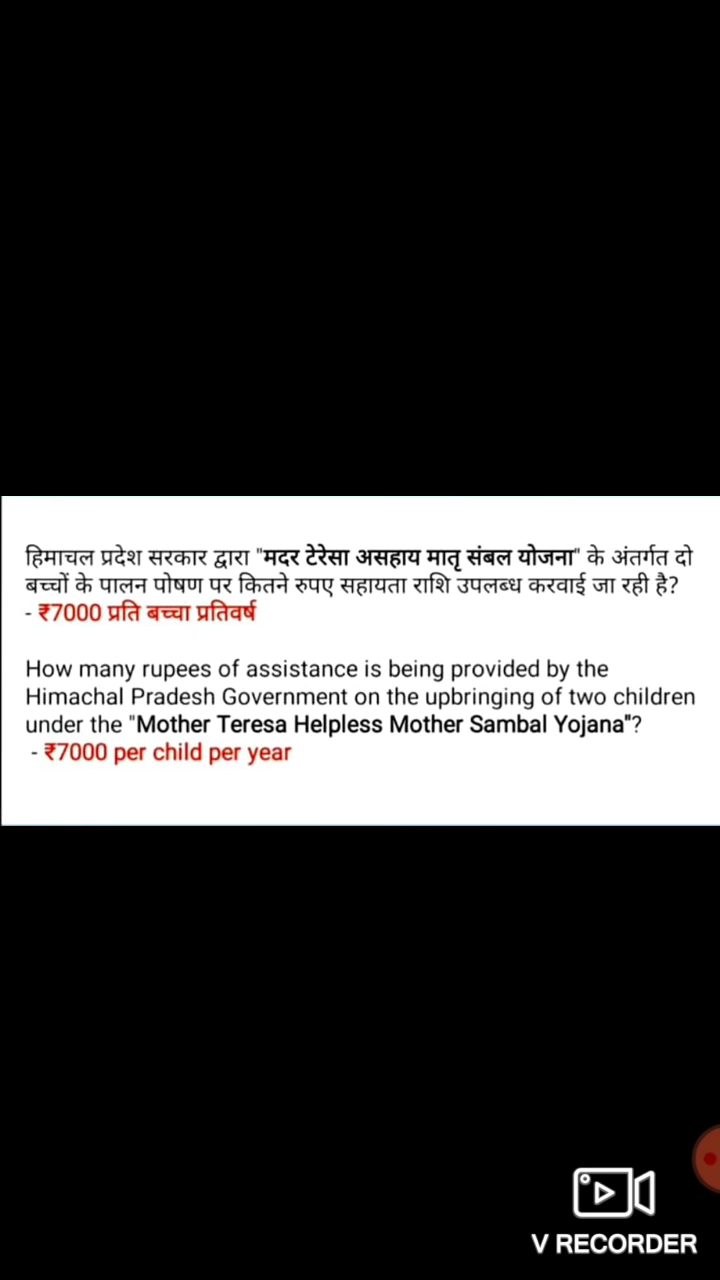 हिमाचल प्रदेश सरकार द्वारा "मदर टेरेसा असहाय मातृ संबल योजना" के अंतर्गत दो
बच्चों के पालन पोषण पर कितने रुपए सहायता राशि उपलब्ध करवाई जा रही है?
- ₹7000 प्रति बच्चा प्रतिवर्ष
How many rupees of assistance is being provided by the
Himachal Pradesh Government on the upbringing of two children
under the "Mother Teresa Helpless Mother Sambal Yojana"?
- ₹7000 per child per year
V RECORDER